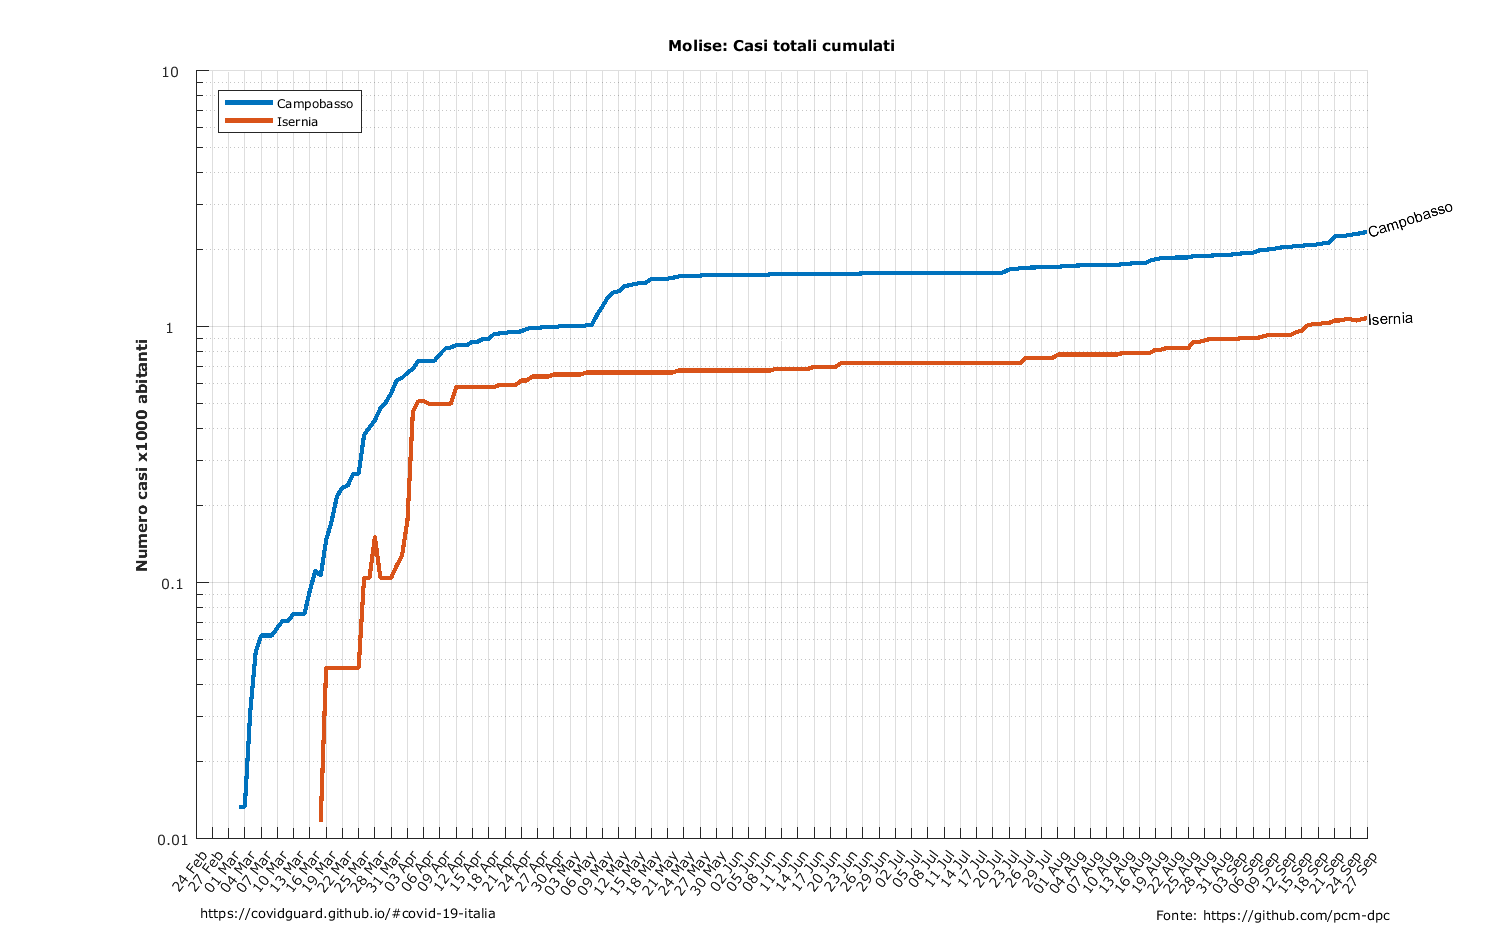 Molise: Casi totali cumulati
10
1
0.1
0.01
Numero casi x1000 abitanti
Campobasso
Isernia
Campobasso
Isernia
24 Feb
27 Feb
01 Mar
04 Mar
07 Mar
10 Mar
13 Mar
16 Mar
19 Mar
22 Mar
25 Mar
28 Mar
31 Mar
03 Apr
06 Apr
09 Apr
12 Apr
15 Apr
18 Apr
21 Apr
24 Apr
27 Apr
30 Apr
03 May
06 May
09 May
12 May
15 May
18 May
21 May
24 May
27 May
30 May
02 Jun
05 Jun
08 Jun
11 Jun
14 Jun
17 Jun
20 Jun
23 Jun
26 Jun
29 Jun
02 Jul
05 Jul
08 Jul
11 Jul
14 Jul
17 Jul
20 Jul
23 Jul
26 Jul
29 Jul
01 Aug
04 Aug
07 Aug
10 Aug
13 Aug
16 Aug
19 Aug
22 Aug
25 Aug
28 Aug
31 Aug
03 Sep
06 Sep
09 Sep
12 Sep
15 Sep
18 Sep
21 Sep
24 Sep
27 Sep
https://covidguard.github.io/#covid-19-italia
Fonte: https://github.com/pcm-dpc